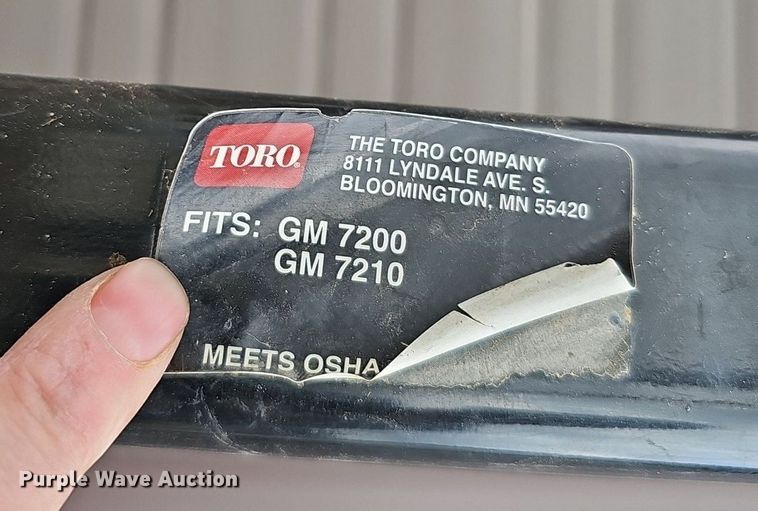 TORO
THE TORO COMPANY
8111 LYNDALE AVE. S.
BLOOMINGTON, MN 55420
FITS: GM 7200
GM 7210
MEETS OSHA
Purple Wave Auction